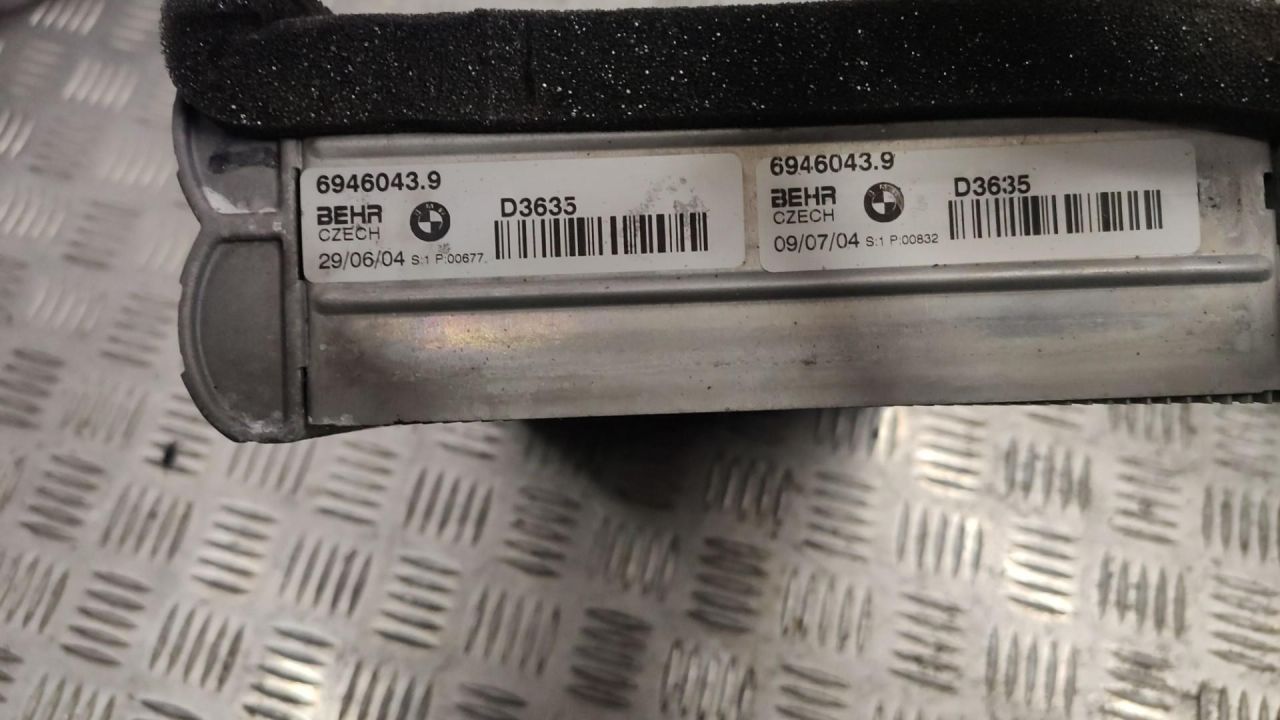 6946043.9
BEHR
CZECH
D3635
29/06/04 S:1 P:00677
6946043.9
BEHR
CZECH
D3635
09/07/04 S:1 P:00832